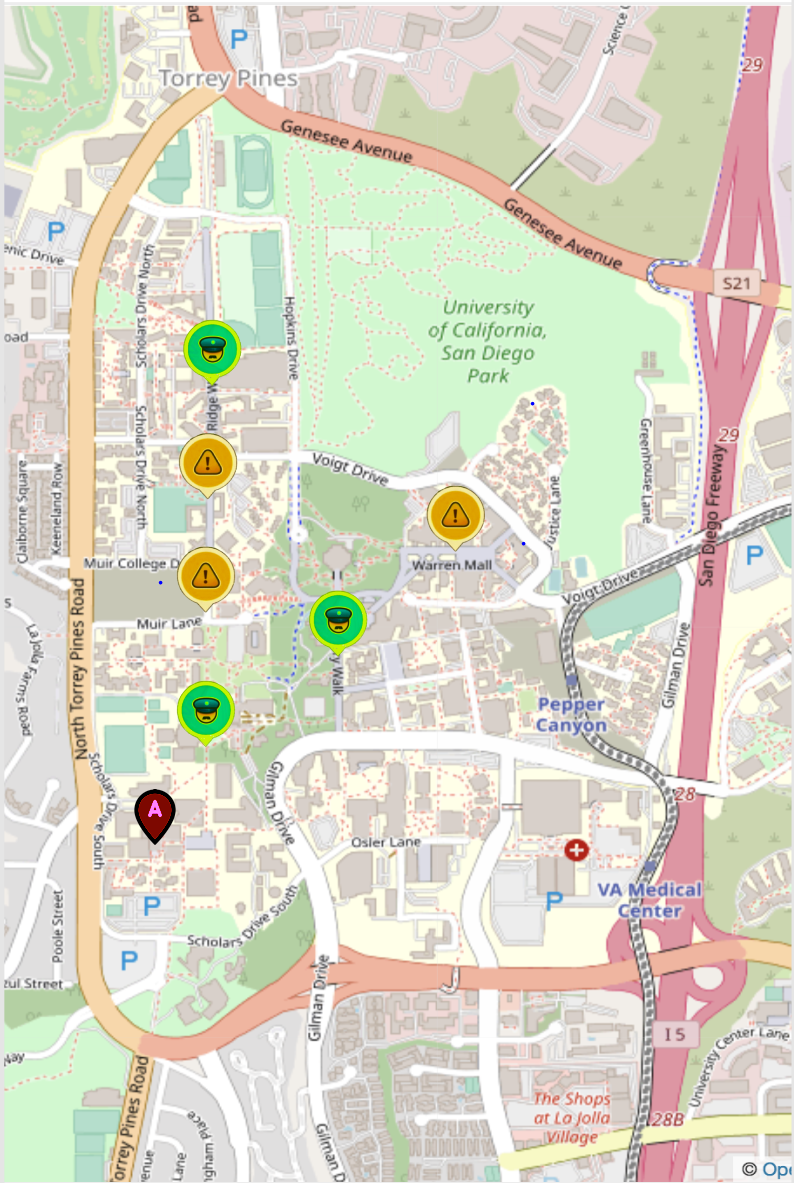 P
Torrey Pines
Science
29
Genesee Avenue
Genesee Avenue
P
enic Drive
Scholars Drive North
S21
Hopkins Drive
University
of California,
San Diego
Park
oad
Ridge W
29
Scholars Drive North
Voigt Drive
Greenhouse Lane
San Diego Freeway
Claiborne Square
Keeneland Row
Justice Lane
P
Muir College D
Warren Mall
Voigt Drive
Muir Lane
La Jolla Farms Road
North Torrey Pines Road
y Walk
Gilman Drive
Pepper
Canyon
Scholars Drive South
Gilman Drive
28
A
Osler Lane
VA Medical
Center
P
P
Poole Street
Scholars Drive South
P
zul Street
Gilman Drive
I 5
University Center Lane
Way
Torrey Pines Road
The Shops
at La Jolla
Village
28B
Gilman D
venue
Lane
ngham Place
© Ope